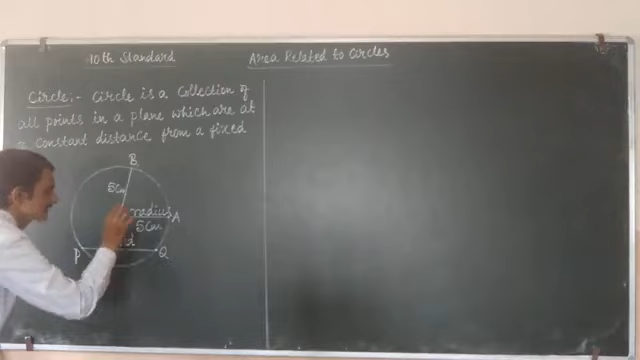 10th Standard
Area Related to Circles
Circle:- Circle is a Collection of
all points in a plane which are at
a constant distance from a fixed
B
5Cm
radius
A
5Cm
d
P
Q